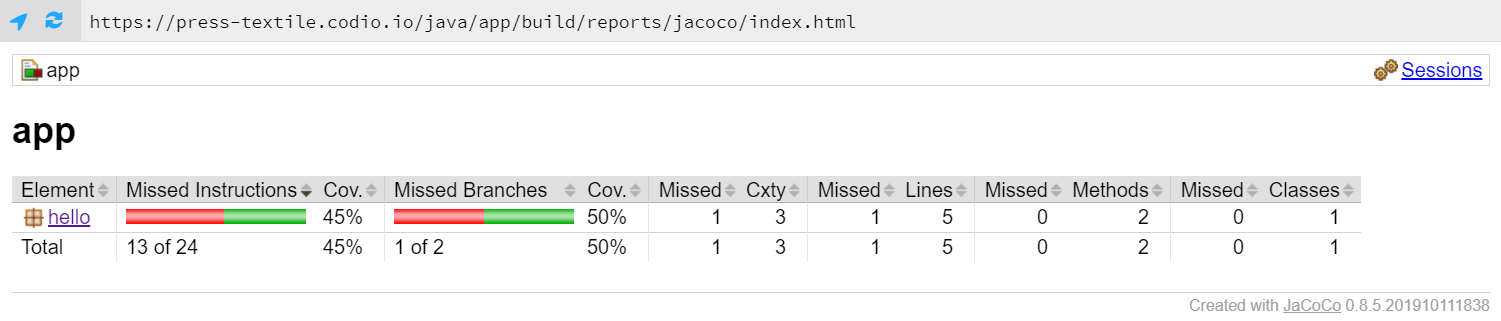 https://press-textile.codio.io/java/app/build/reports/jacoco/index.html
app Sessions
app
Element Missed Instructions Cov. Missed Branches Cov. Missed Cxty Missed Lines Missed Methods Missed Classes
hello 45% 50% 1 3 1 5 0 2 0 1
Total 13 of 24 45% 1 of 2 50% 1 3 1 5 0 2 0 1
Created with JaCoCo 0.8.5.201910111838